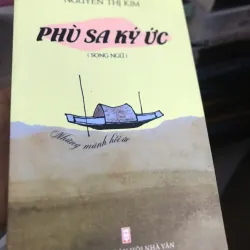 NGUYỄN THỊ KIM
PHÙ SA KÝ ỨC
(SONG NGỮ)
Những mảnh hồi ức
HỘI NHÀ VĂN